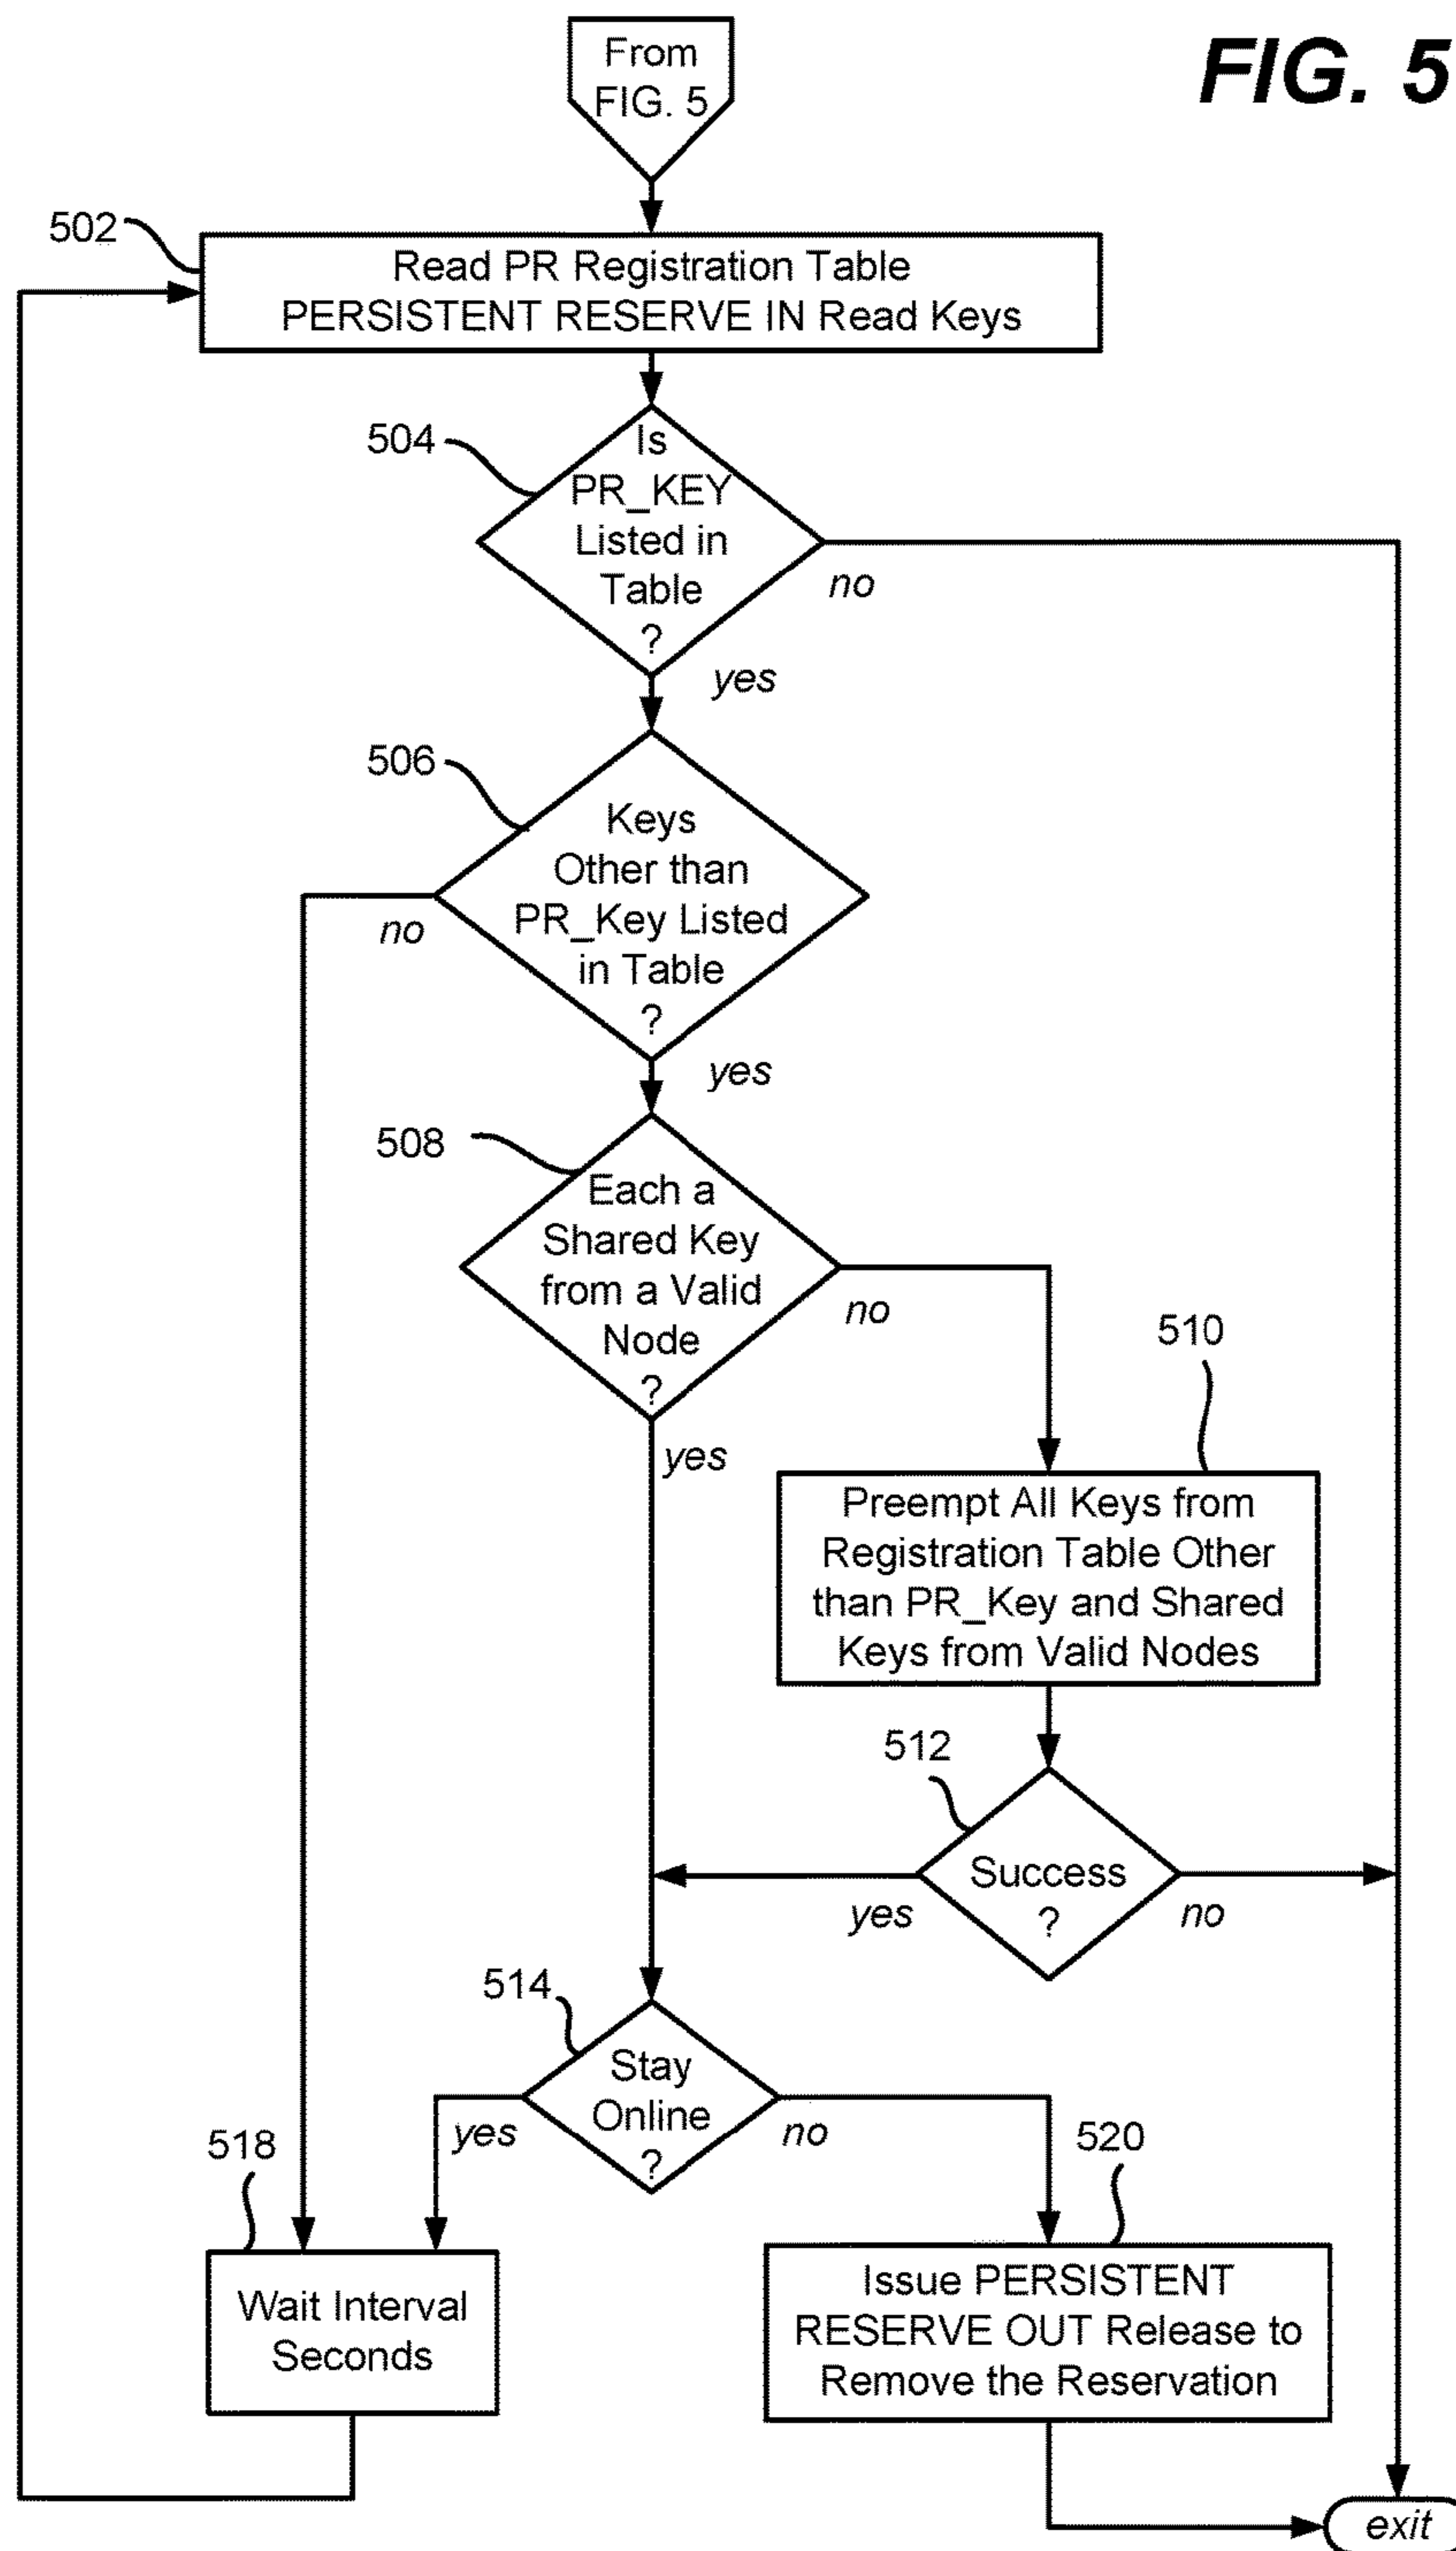 From
FIG. 5
FIG. 5
502
Read PR Registration Table
PERSISTENT RESERVE IN Read Keys
504
Is
PR_KEY
Listed in
Table
?
no
yes
506
Keys
Other than
PR_Key Listed
in Table
?
no
yes
508
Each a
Shared Key
from a Valid
Node
?
no
yes
510
Preempt All Keys from
Registration Table Other
than PR_Key and Shared
Keys from Valid Nodes
512
Success
?
yes
no
514
Stay
Online
?
yes
no
518
Wait Interval
Seconds
520
Issue PERSISTENT
RESERVE OUT Release to
Remove the Reservation
exit